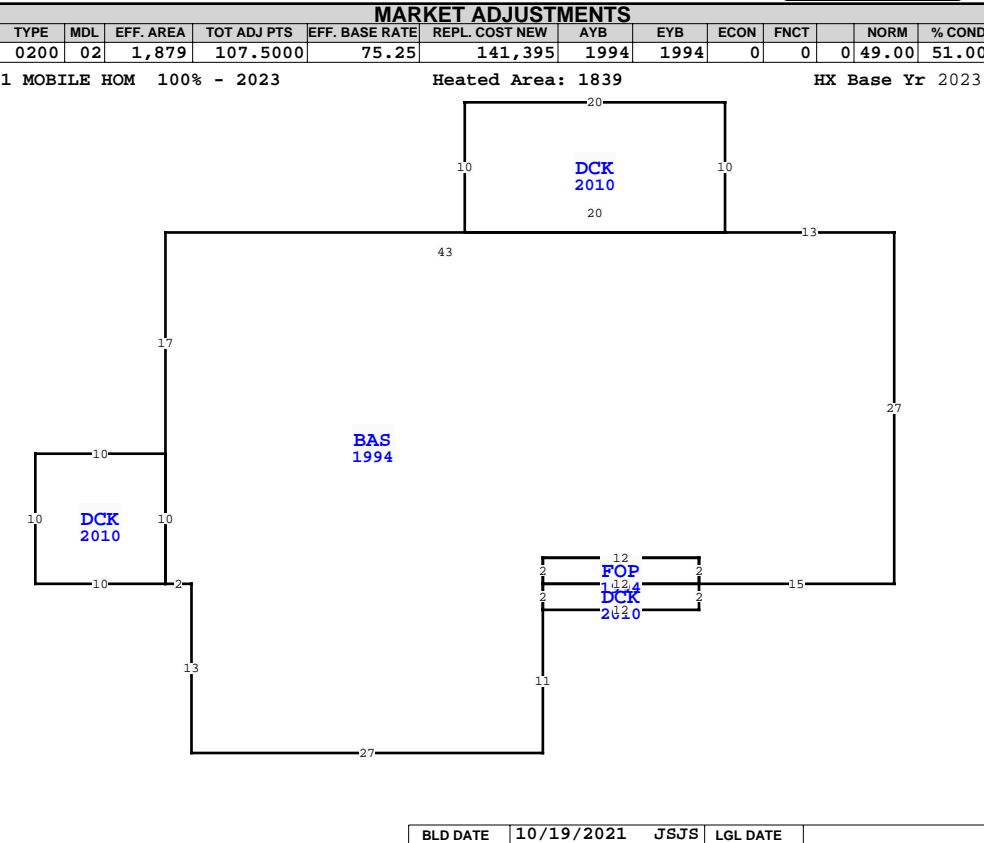 MARKET ADJUSTMENTS
TYPE MDL EFF. AREA TOT ADJ PTS EFF. BASE RATE REPL. COST NEW AYB EYB ECON FNCT NORM % COND
0200 02 1,879 107.5000 75.25 141,395 1994 1994 0 0 0 49.00 51.00
1 MOBILE HOM 100% - 2023 Heated Area: 1839 HX Base Yr 2023
20
10 DCK 10
2010
20
13
43
17
27
BAS
1994
10
10 DCK 10
2010
10 2
12
2 FOP 2
12 15
2 DCK 2
2010
12
13
11
27
BLD DATE 10/19/2021 JSJS LGL DATE